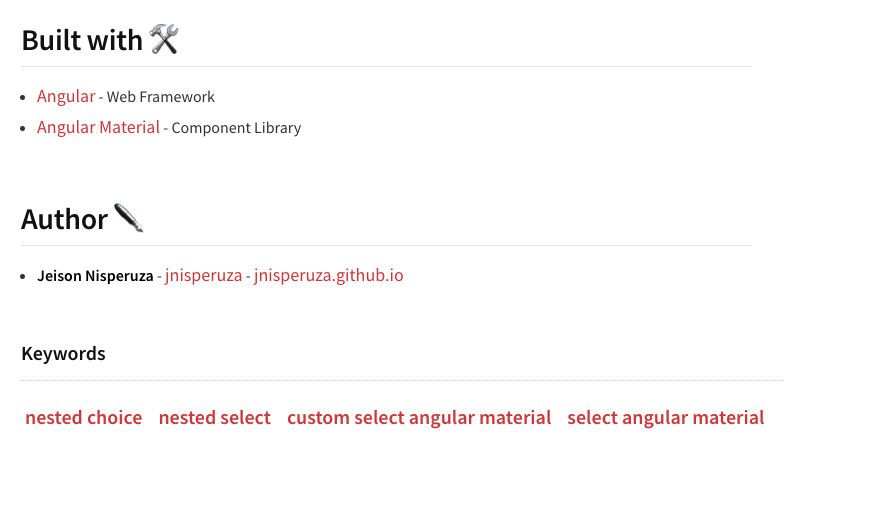 Built with 🛠️
Angular - Web Framework
Angular Material - Component Library
Author ✒️
Jeison Nisperuza - jnisperuza - jnisperuza.github.io
Keywords
nested choice nested select custom select angular material select angular material